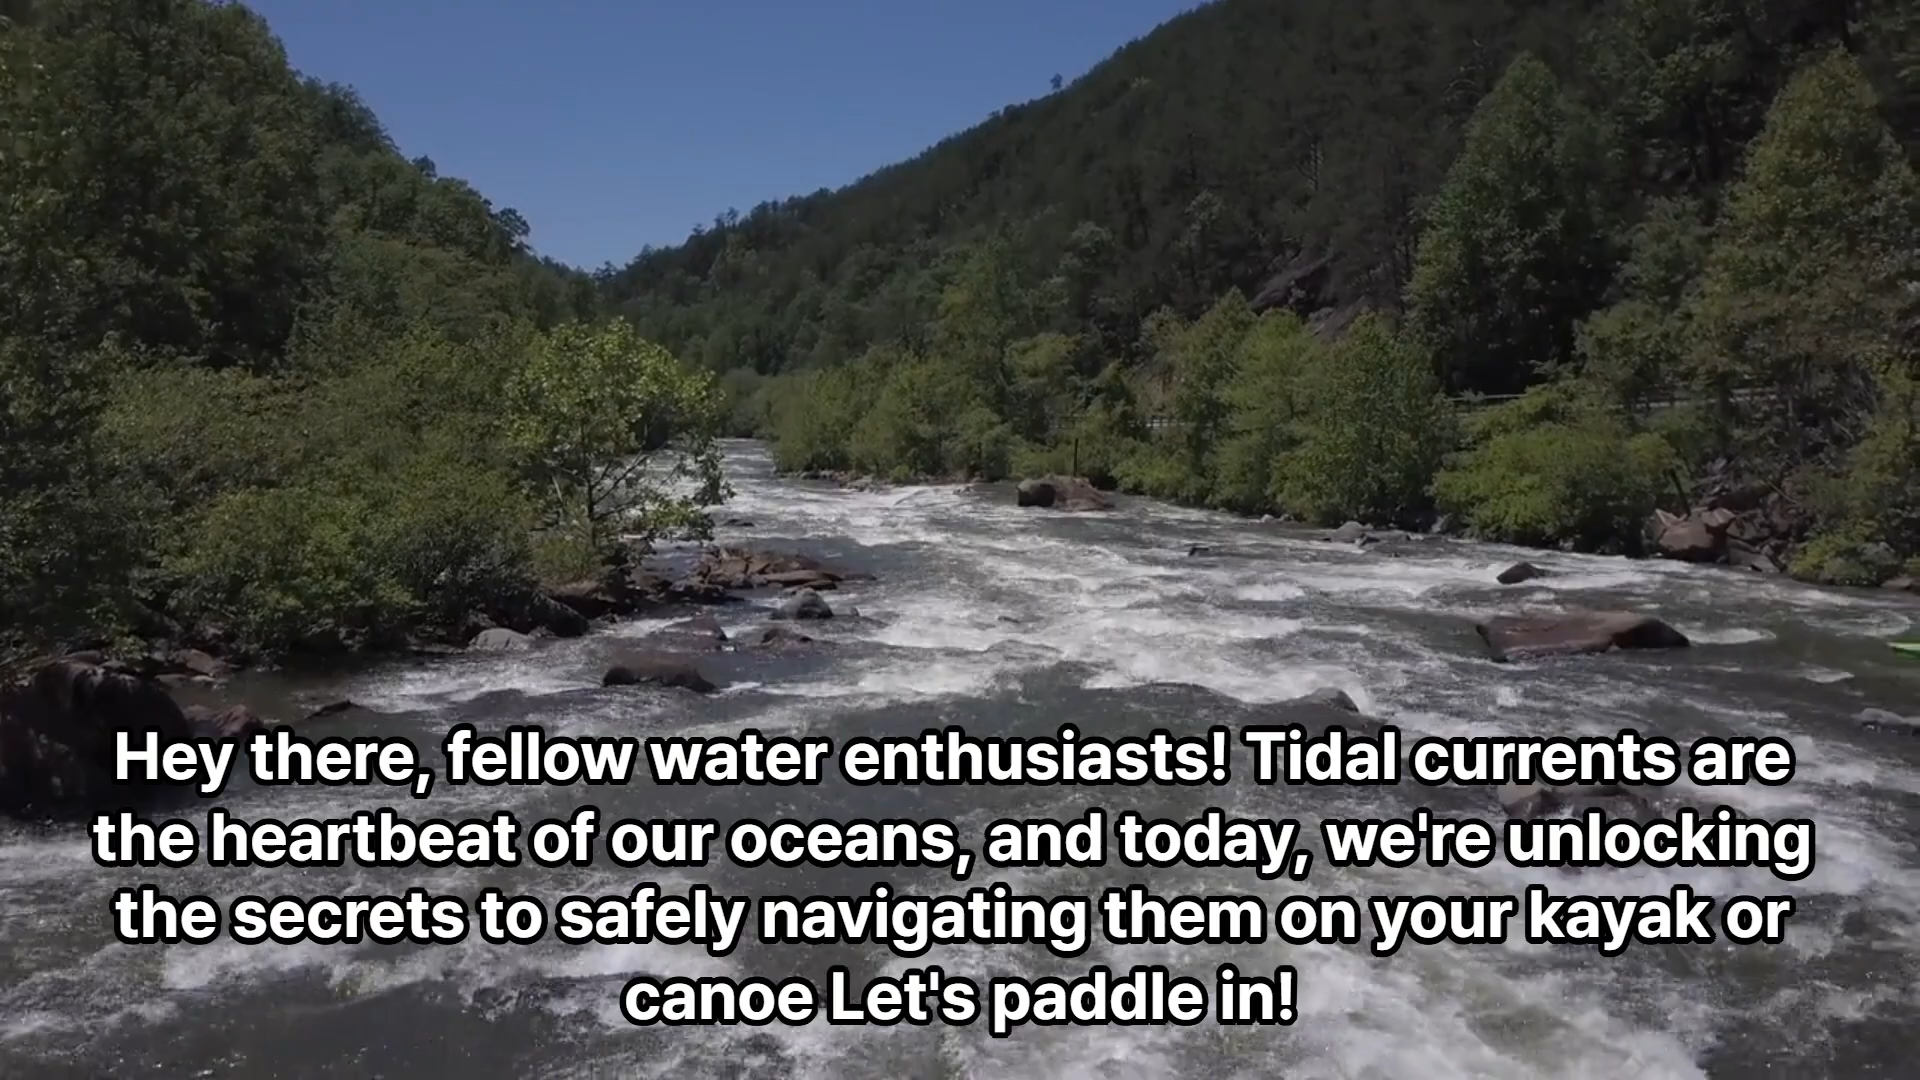 Hey there, fellow water enthusiasts! Tidal currents are
the heartbeat of our oceans, and today, we're unlocking
the secrets to safely navigating them on your kayak or
canoe Let's paddle in!